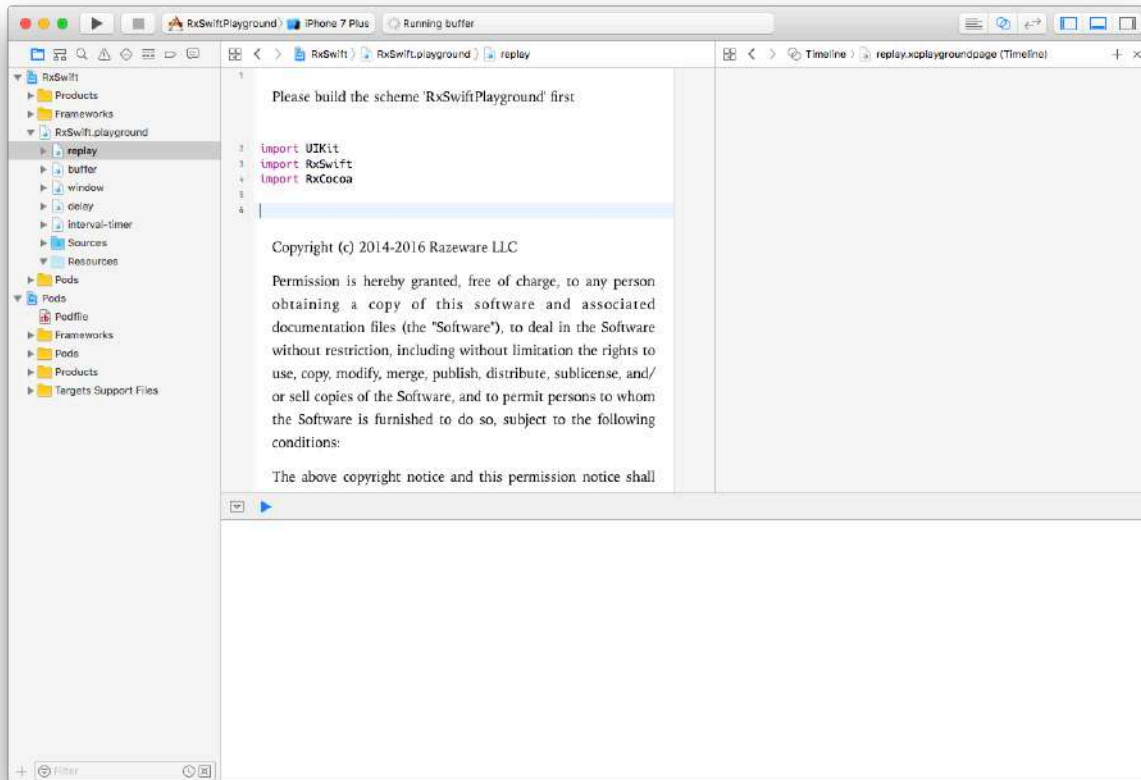 RxSwiftPlayground iPhone 7 Plus Running buffer
RxSwift RxSwift.playground replay
Timeline replay.xcplaygroundpage (Timeline)
RxSwift
Products
Frameworks
RxSwift.playground
replay
buffer
window
delay
interval-timer
Sources
Resources
Pods
Pods
Podfile
Frameworks
Pods
Products
Targets Support Files
Filter
1
Please build the scheme 'RxSwiftPlayground' first
2 import UIKit
3 import RxSwift
4 import RxCocoa
5
6
Copyright (c) 2014-2016 Razeware LLC
Permission is hereby granted, free of charge, to any person
obtaining a copy of this software and associated
documentation files (the "Software"), to deal in the Software
without restriction, including without limitation the rights to
use, copy, modify, merge, publish, distribute, sublicense, and/
or sell copies of the Software, and to permit persons to whom
the Software is furnished to do so, subject to the following
conditions:
The above copyright notice and this permission notice shall